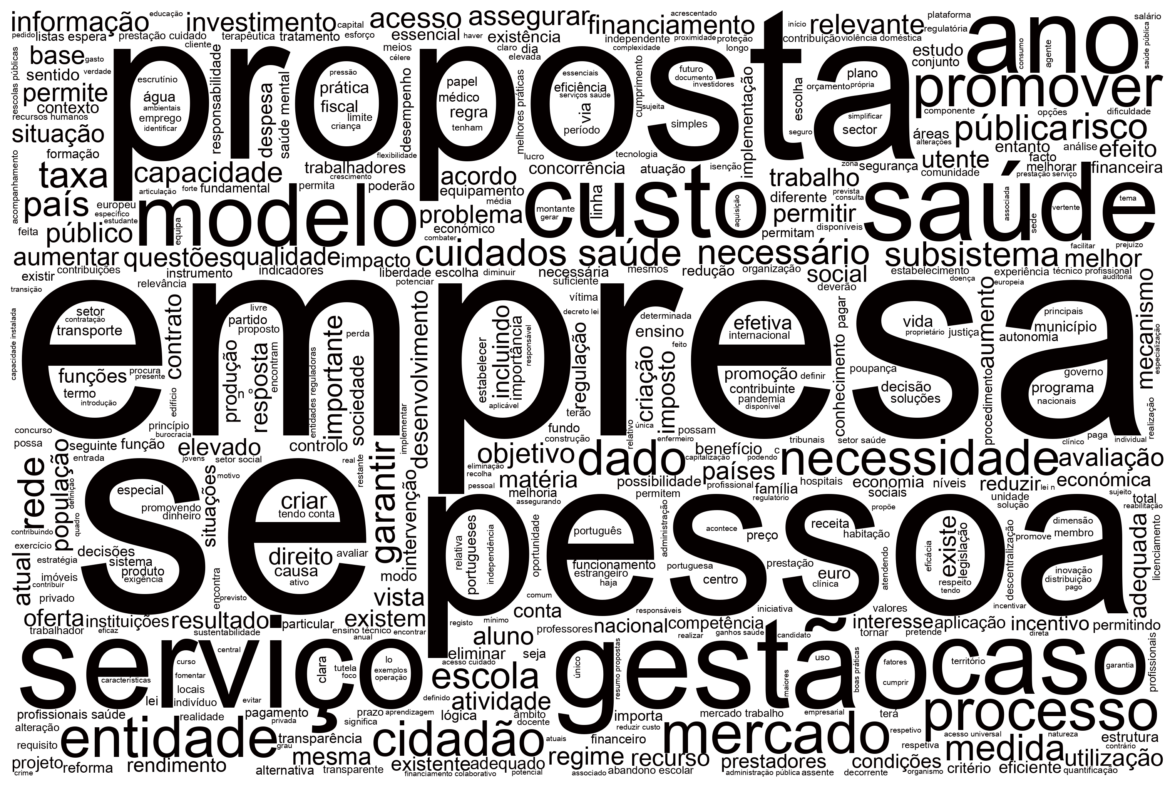 informação
educação
investimento
capital
acesso
assegurar
acrescentado
financiamento
início
plataforma
salário
relevante
regulatória
ano
pedido
listas espera
prestação cuidado
terapêutica
tratamento
esforço
essencial
existência
independente
complexidade
proximidade
proteção
contribuição
violência doméstica
consumo
agente
saúde pública
base
gasto
cliente
meios
claro
dia
longo
estudo
conjunto
proposta
sentido
verdade
escolas públicas
escrutínio
pressão
papel
essenciais
futuro
plano
promover
permite
água
prática
médico
eficiência
serviços saúde
documento
investidores
orçamento
própria
ambientais
recursos humanos
contexto
emprego
identificar
fiscal
limite
criança
regra
tenham
via
período
sujeita
simples
escolha
simplificar
sector
componente
opções
dificuldade
responsabilidade
despesa
saúde mental
desempenho
célere
elevada
melhores práticas
cumprimento
implementação
haver
situação
formação
flexibilidade
lucro
tecnologia
isenção
seguro
zona
áreas
alterações
pública
risco
entanto
facto
análise
efeito
taxa
capacidade
trabalhadores
crescimento
acordo
concorrência
atuação
segurança
utente
comunidade
melhorar
financeira
prestação serviço
acompanhamento
articulação
forte
fundamental
permita
poderão
equipamento
média
trabalho
país
europeu
específico
estudante
modelo
problema
económico
combater
custo
montante
gerar
linha
aquisição
diferente
permitir
permitam
prevista
consulta
disponíveis
saúde
associada
sede
vertente
tema
feita
público
equipa
aumentar
questões
qualidade
impacto
cuidados saúde
necessário
subsistema
facilitar
prejuízo
melhor
existir
contribuições
instrumento
indicadores
liberdade escolha
diminuir
necessária
mesmos
redução
organização
social
deverão
estabelecimento
doença
experiência
europeia
técnico profissional
auditoria
transição
relevância
potenciar
suficiente
vítima
decreto lei
determinada
empresa
capacidade instalada
setor
contratação
transporte
contrato
livre
partido
proposto
perda
desenvolvimento
estabelecer
incluindo
importância
responsável
aplicável
regulação
ensino
feito
efetiva
internacional
pagar
vida
proprietário
justiça
procedimento
aumento
autonomia
principais
município
mecanismo
especialização
funções
termo
introdução
procura
presente
edifício
produção
resposta
encontram
entidades reguladoras
importante
sociedade
implementar
criação
imposto
promoção
definir
contribuinte
pandemia
disponível
conhecimento
poupança
decisão
soluções
governo
programa
nacionais
concurso
possa
princípio
burocracia
terão
fundo
construção
relativo
única
enfermeiro
possam
tribunais
setor saúde
clínico
paga
individual
realização
rede
população
seguinte
entrada
função
jovens
elevado
setor social
motivo
controlo
real
restante
garantir
intervenção
eliminação
recolha
pessoal
objetivo
matéria
melhoria
assegurando
dado
possibilidade
permitem
países
profissional
regulatório
capitalização
podendo
benefício
c
família
hospitais
necessidade
economia
sociais
níveis
reduzir
lei n
avaliação
económica
sujeito
total
reabilitação
se
pessoa
contribuindo
exercício
definição
quadro
especial
promovendo
dinheiro
situações
criar
tendo conta
relativa
portugueses
independência
oportunidade
português
administração
acontece
preço
propõe
receita
habitação
eficácia
existe
legislação
unidade
solução
descentralização
promove
dimensão
membro
adequada
licenciamento
atual
estratégia
decisões
sistema
produto
exigência
direito
causa
ativo
avaliar
funcionamento
estrangeiro
haja
portuguesa
centro
prestação
euro
clínica
atendendo
respeito
tendo
inovação
distribuição
pago
imóveis
contribuir
privado
encontra
previsto
modo
vista
comum
responsáveis
iniciativa
valores
incentivar
oferta
instituições
resultado
particular
existem
registo
mínimo
conta
professores
nacional
competência
interesse
aplicação
incentivo
permitindo
trabalhador
eficaz
sustentabilidade
ensino técnico
anual
encontrar
aluno
realizar
ganhos saúde
candidato
tornar
pretende
direta
serviço
gestão
caso
curso
central
características
fomentar
clara
tutela
foco
lo
exemplos
operação
eliminar
seja
acesso cuidado
escola
único
resumo propostas
maiores
uso
boas práticas
fatores
cumprir
território
garantia
profissionais
lei
locais
indivíduo
evitar
definido
atividade
profissionais saúde
alteração
realidade
pagamento
privada
prazo
significa
aprendizagem
lógica
âmbito
docente
importa
reduzir custo
mercado trabalho
empresarial
terá
processo
requisito
entidade
grau
transparência
cidadão
atuais
financeiro
mercado
respetivo
respetiva
acesso universal
natureza
estrutura
contrário
projeto
crime
reforma
rendimento
alternativa
mesma
transparente
existente
adequado
financiamento colaborativo
potencial
regime
associado
recurso
abandono escolar
prestadores
administração pública
assente
condições
decorrente
organismo
medida
critério
eficiente
utilização
quantificação